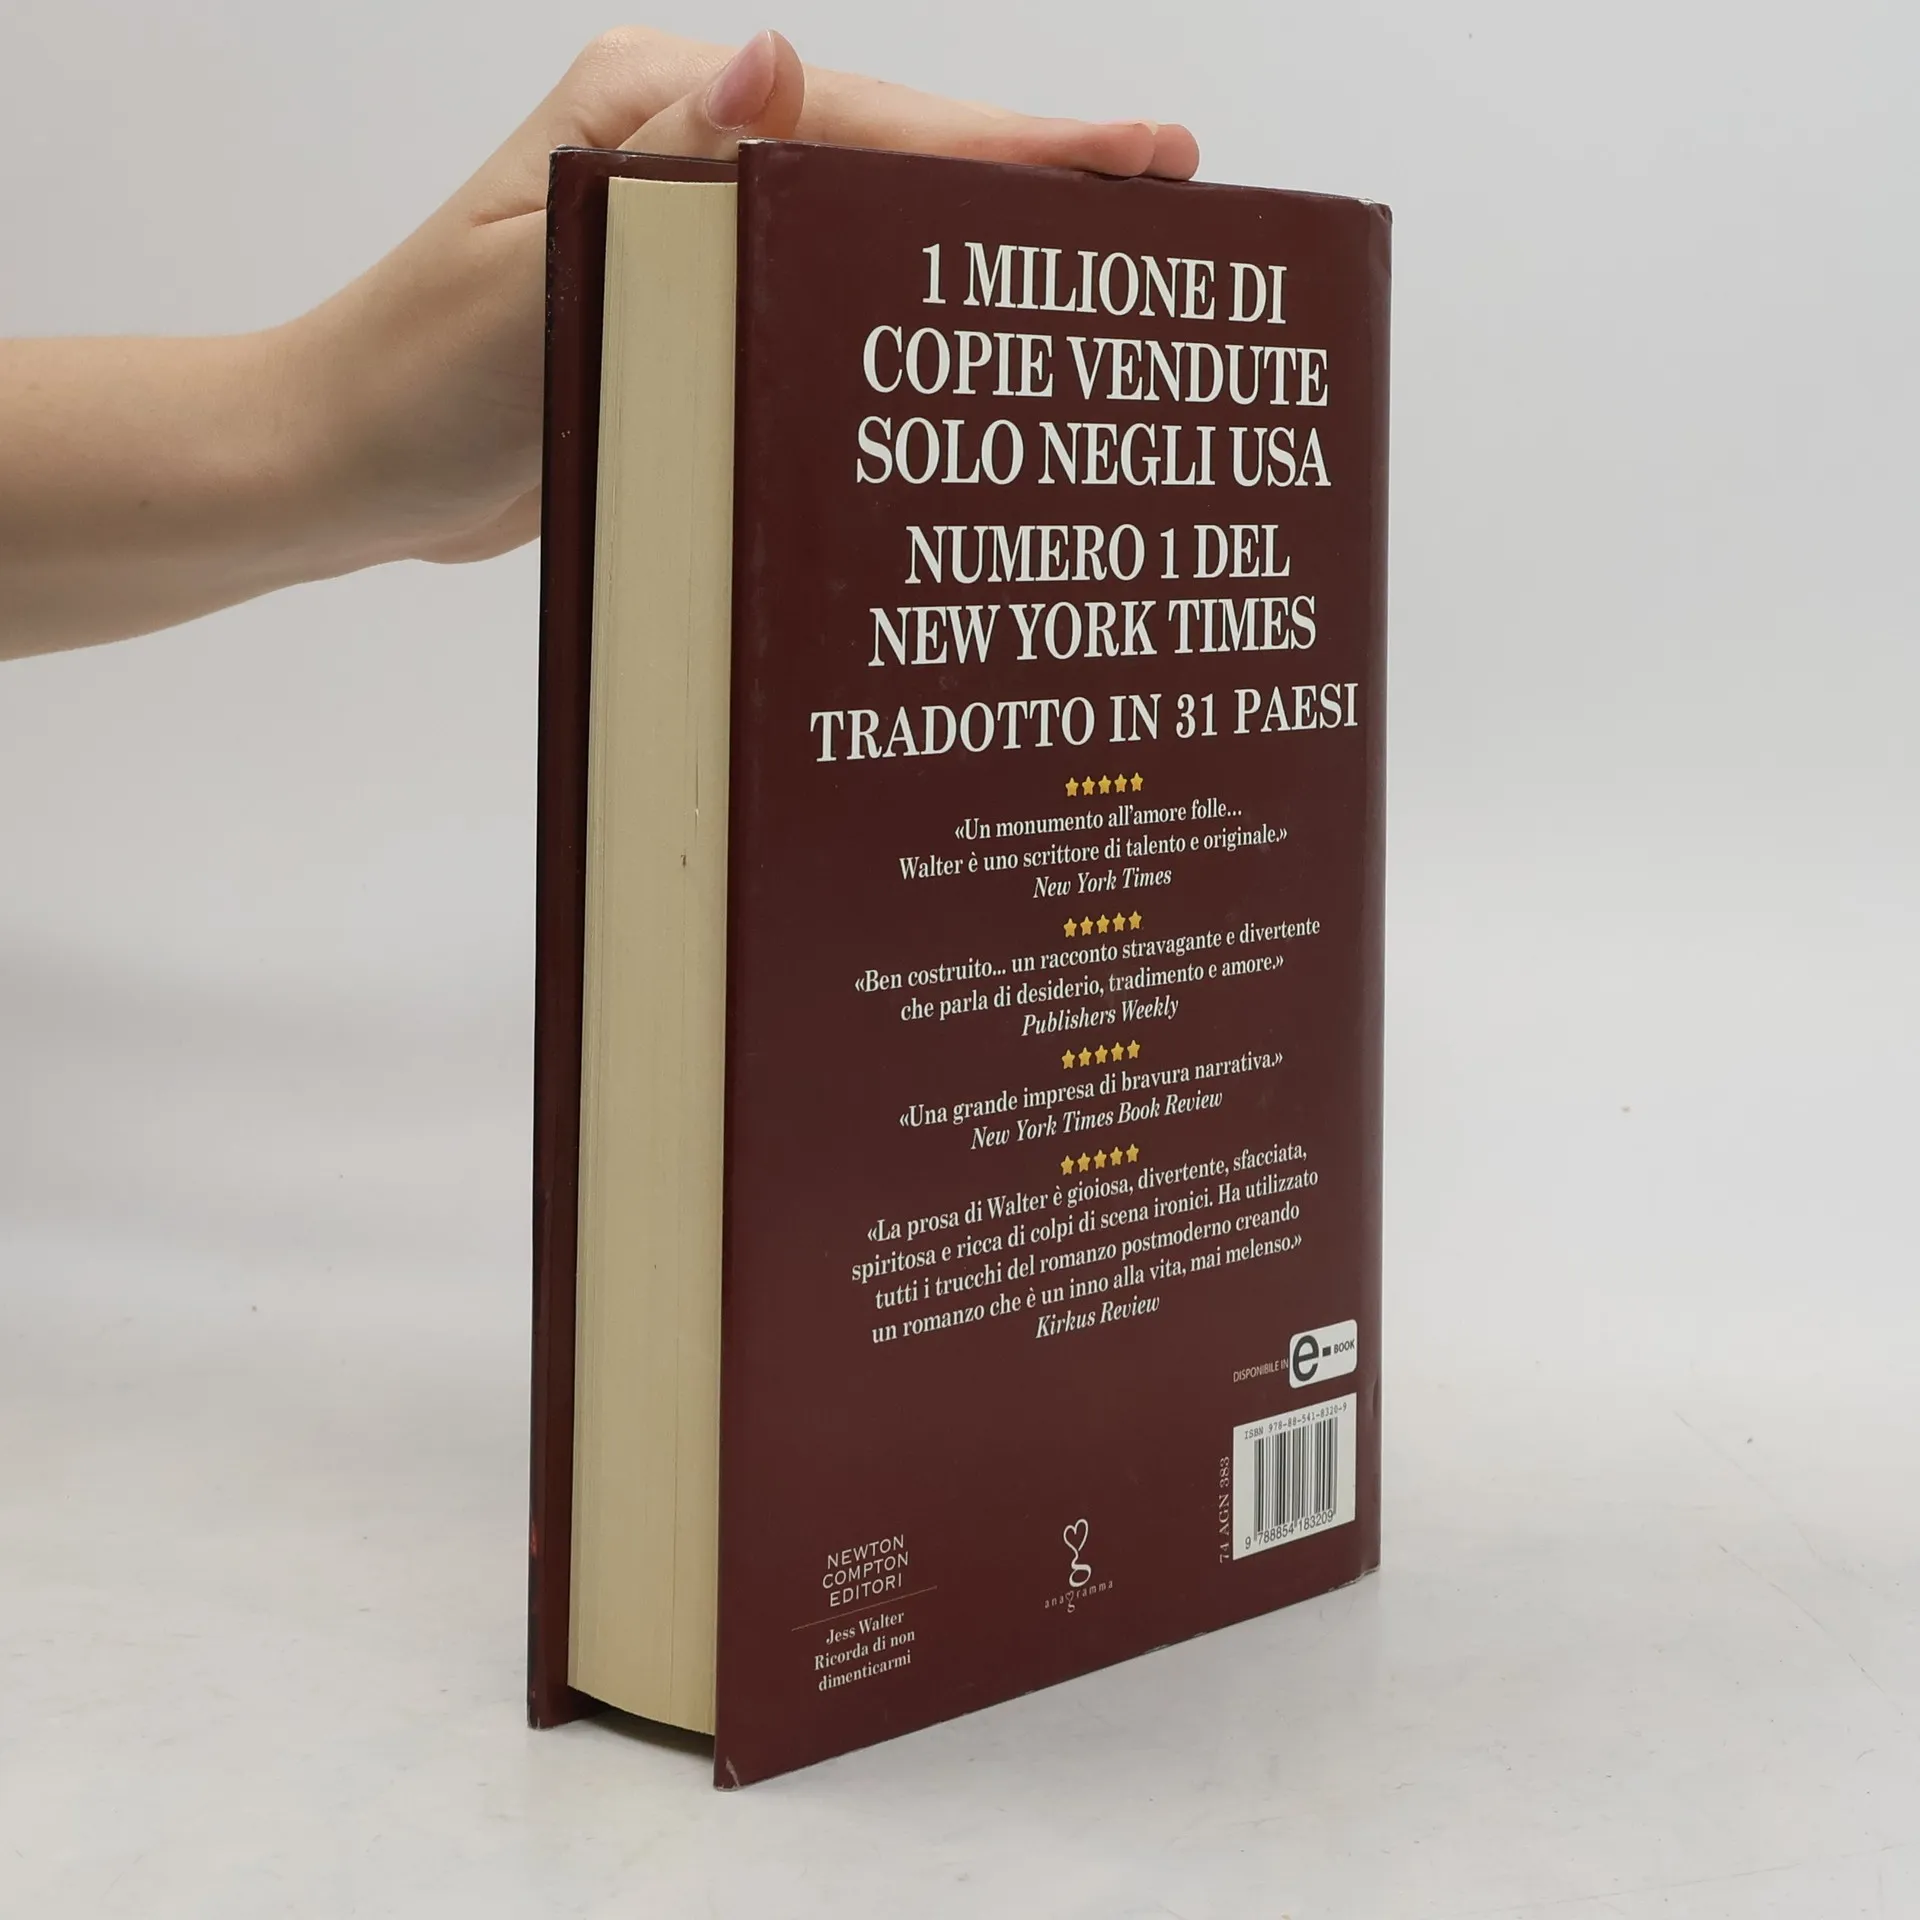 1 MILIONE DI
COPIE VENDUTE
SOLO NEGLI USA
NUMERO 1 DEL
NEW YORK TIMES
TRADOTTO IN 31 PAESI
«Un monumento all'amore folle...
Walter è uno scrittore di talento e originale.»
New York Times
«Ben costruito... un racconto stravagante e divertente
che parla di desiderio, tradimento e amore.»
Publishers Weekly
«Una grande impresa di bravura narrativa.»
New York Times Book Review
«La prosa di Walter è gioiosa, divertente, sfacciata,
spiritosa e ricca di colpi di scena ironici. Ha utilizzato
tutti i trucchi del romanzo postmoderno creando
un romanzo che è un inno alla vita, mai melenso.»
Kirkus Review
DISPONIBILE IN e-BOOK
ISBN 978-88-541-8320-9
9 788854 183209
74 AGN 383
NEWTON
COMPTON
EDITORI
Jess Walter
Ricorda di non
dimenticarmi
anagramma